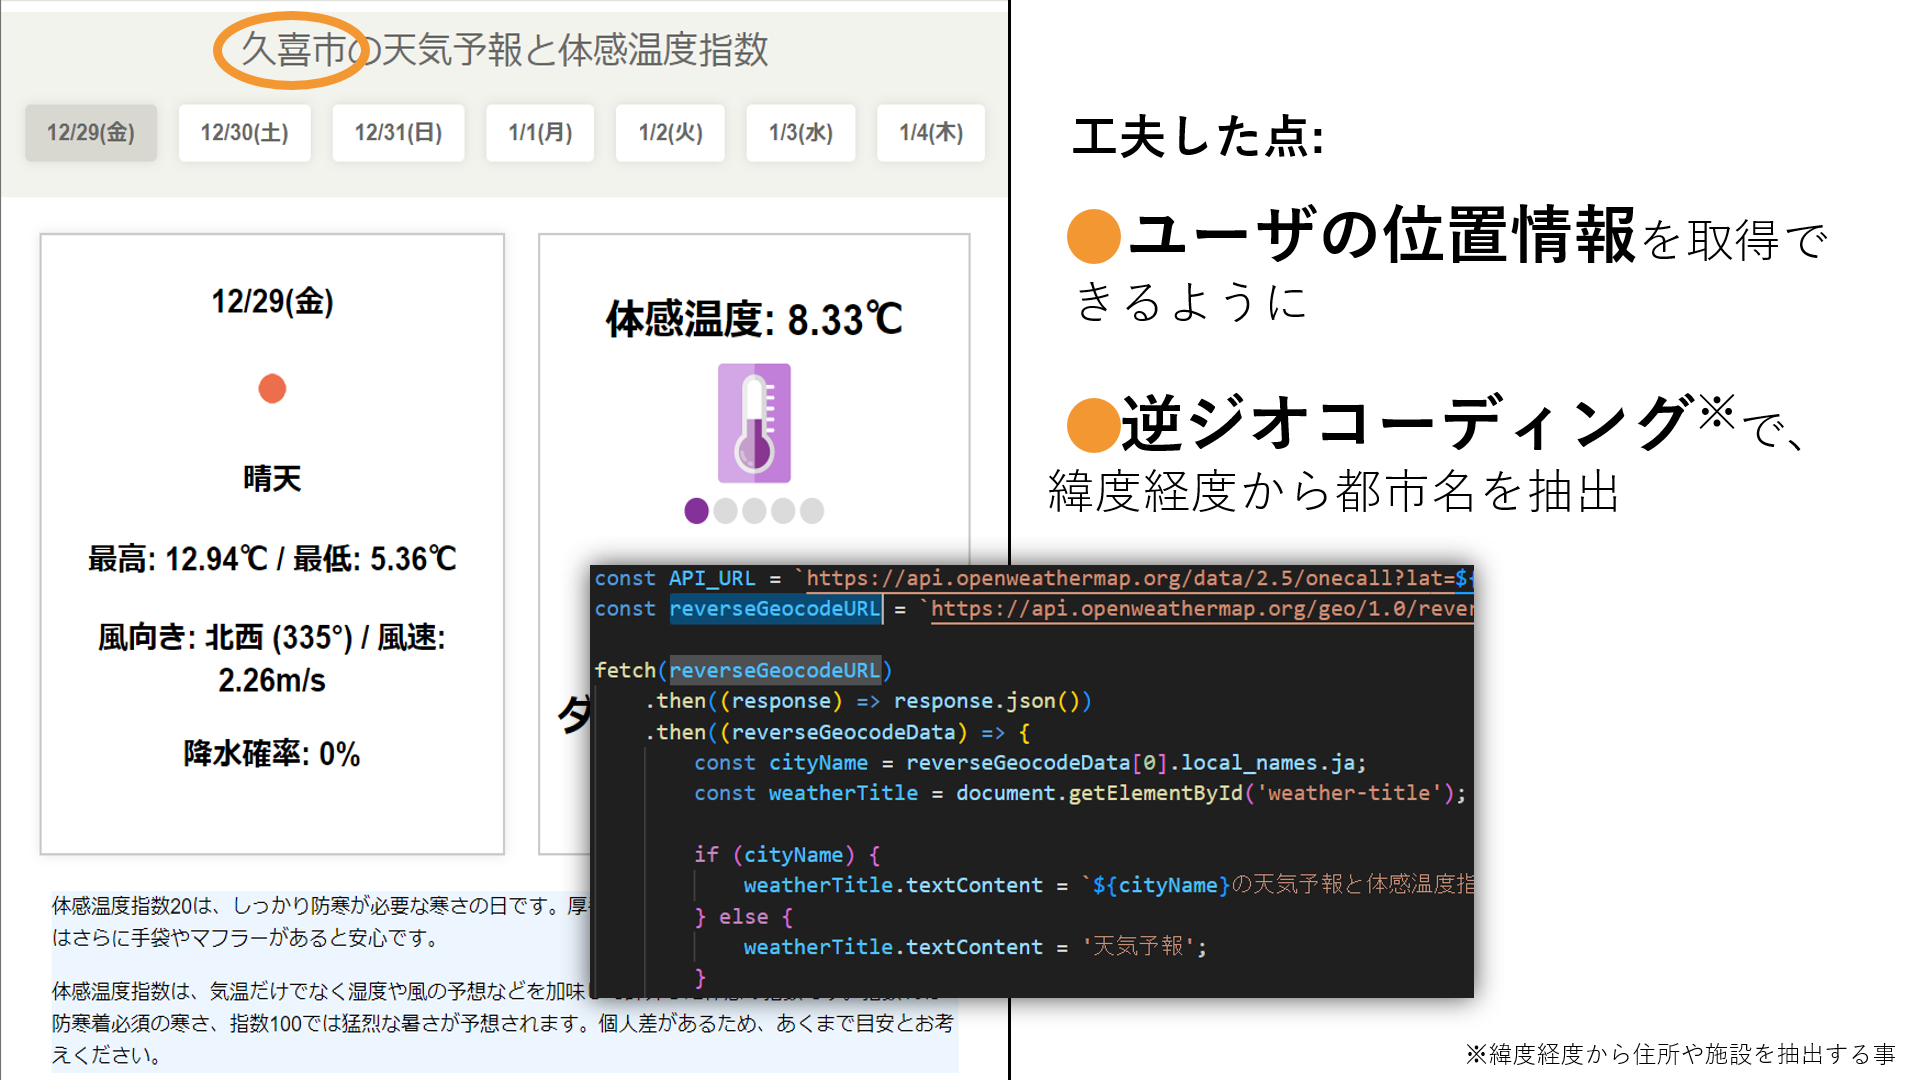 久喜市の天気予報と体感温度指数
12/29(金)
12/30(土)
12/31(日)
1/1(月)
1/2(火)
1/3(水)
1/4(木)
12/29(金)
晴天
最高: 12.94℃ / 最低: 5.36℃
風向き: 北西 (335°) / 風速:
2.26m/s
降水確率: 0%
体感温度: 8.33℃
ダ
体感温度指数20は、しっかり防寒が必要な寒さの日です。厚
はさらに手袋やマフラーがあると安心です。
体感温度指数は、気温だけでなく湿度や風の予想などを加味
防寒着必須の寒さ、指数100では猛烈な暑さが予想されます。個人差があるため、あくまで目安とお考
えください。
const API_URL = `https://api.openweathermap.org/data/2.5/onecall?lat=${
const reverseGeocodeURL = `https://api.openweathermap.org/geo/1.0/rever
fetch(reverseGeocodeURL)
.then((response) => response.json())
.then((reverseGeocodeData) => {
const cityName = reverseGeocodeData[0].local_names.ja;
const weatherTitle = document.getElementById('weather-title');
if (cityName) {
weatherTitle.textContent = `${cityName}の天気予報と体感温度指
} else {
weatherTitle.textContent = '天気予報';
}
工夫した点:
●ユーザの位置情報を取得で
きるように
●逆ジオコーディング※で、
緯度経度から都市名を抽出
※緯度経度から住所や施設を抽出する事